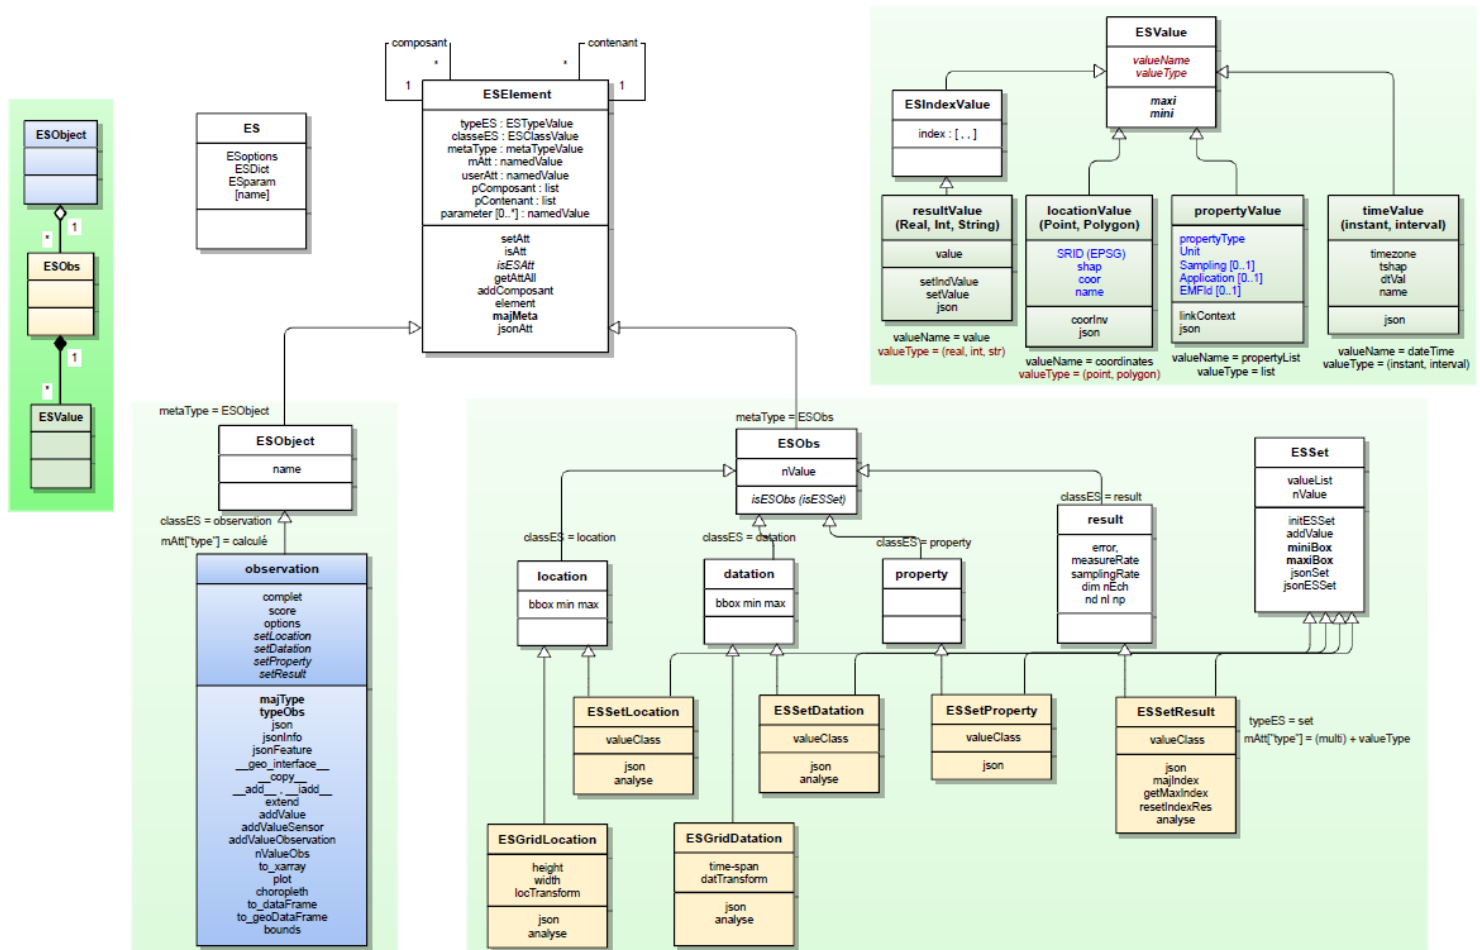 composant
*
1
contenant
*
1
ESElement
typeES : ESTypeValue
classeES : ESClassValue
metaType : metaTypeValue
mAtt : namedValue
userAtt : namedValue
pComposant : list
pContenant : list
parameter [0..*] : namedValue
setAtt
isAtt
isESAtt
getAttAll
addComposant
element
majMeta
jsonAtt
ES
ESoptions
ESDict
ESparam
[name]
ESObject
1
*
ESObs
1
*
ESValue
ESValue
valueName
valueType
maxi
mini
ESIndexValue
index : [ . . ]
resultValue
(Real, Int, String)
value
setIndValue
setValue
json
valueName = value
valueType = (real, int, str)
locationValue
(Point, Polygon)
SRID (EPSG)
shap
coor
name
coorInv
json
valueName = coordinates
valueType = (point, polygon)
propertyValue
propertyType
Unit
Sampling [0..1]
Application [0..1]
EMFId [0..1]
linkContext
json
valueName = propertyList
valueType = list
timeValue
(instant, interval)
timezone
tshap
dtVal
name
json
valueName = dateTime
valueType = (instant, interval)
metaType = ESObject
ESObject
name
classES = observation
mAtt["type"] = calculé
observation
complet
score
options
setLocation
setDatation
setProperty
setResult
majType
typeObs
json
jsonInfo
jsonFeature
__geo_interface__
__copy__
__add__ , __iadd__
extend
addValue
addValueSensor
addValueObservation
nValueObs
to_xarray
plot
choropleth
to_dataFrame
to_geoDataFrame
bounds
metaType = ESObs
ESObs
nValue
isESObs (isESSet)
classES = location
location
bbox min max
classES = datation
datation
bbox min max
classES = property
property
classES = result
result
error,
measureRate
samplingRate
dim nEch
nd nl np
ESSet
valueList
nValue
initESSet
addValue
miniBox
maxiBox
jsonSet
jsonESSet
ESSetLocation
valueClass
json
analyse
ESSetDatation
valueClass
json
analyse
ESSetProperty
valueClass
json
ESSetResult
valueClass
json
majIndex
getMaxIndex
resetIndexRes
analyse
typeES = set
mAtt["type"] = (multi) + valueType
ESGridLocation
height
width
locTransform
json
analyse
ESGridDatation
time-span
datTransform
json
analyse